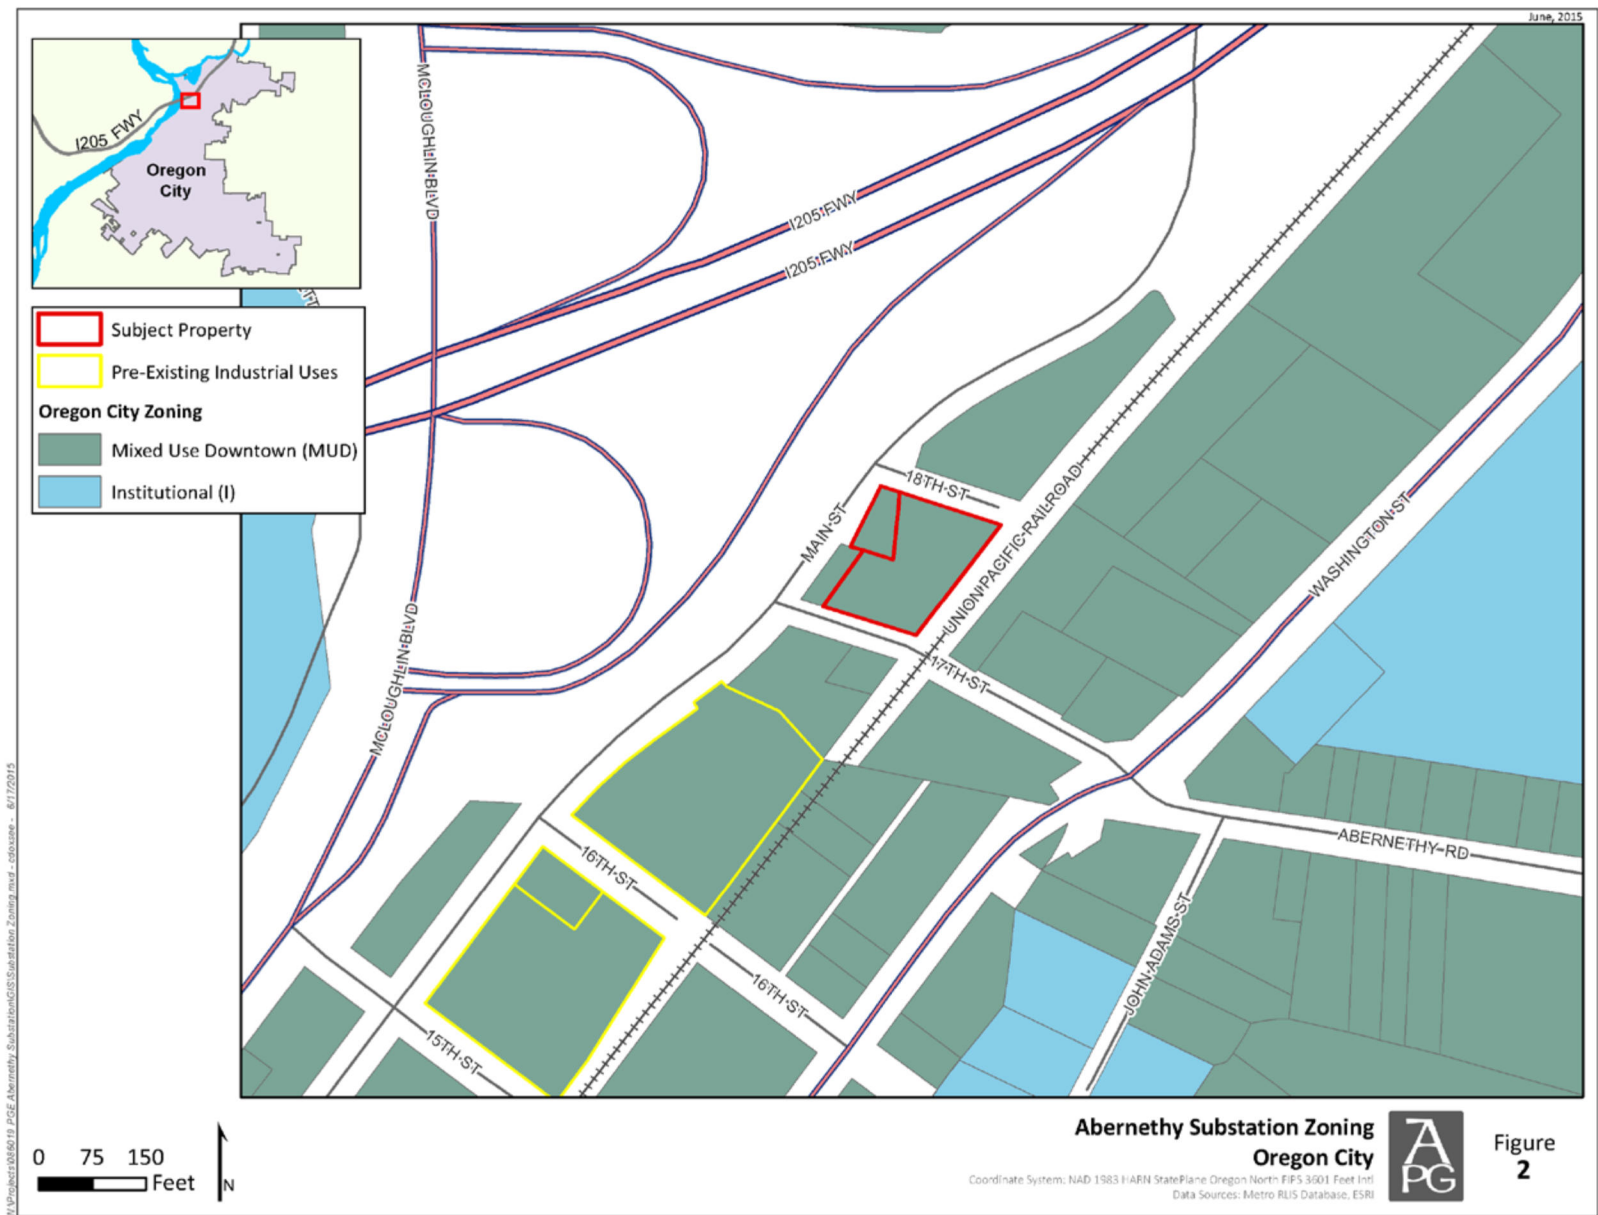 June, 2015
I205 FWY
Oregon
City
Subject Property
Pre-Existing Industrial Uses
Oregon City Zoning
Mixed Use Downtown (MUD)
Institutional (I)
MCLOUGHLIN BLVD
I205 FWY
I205 FWY
18TH ST
MAIN ST
UNION PACIFIC RAILROAD
WASHINGTON ST
MCLOUGHLIN BLVD
17TH ST
16TH ST
ABERNETHY RD
JOHN ADAMS ST
16TH ST
15TH ST
0 75 150
Feet
N
Abernethy Substation Zoning
Oregon City
Coordinate System: NAD 1983 HARN StatePlane Oregon North FIPS 3601 Feet Intl
Data Sources: Metro RLIS Database, ESRI
APG
Figure
2